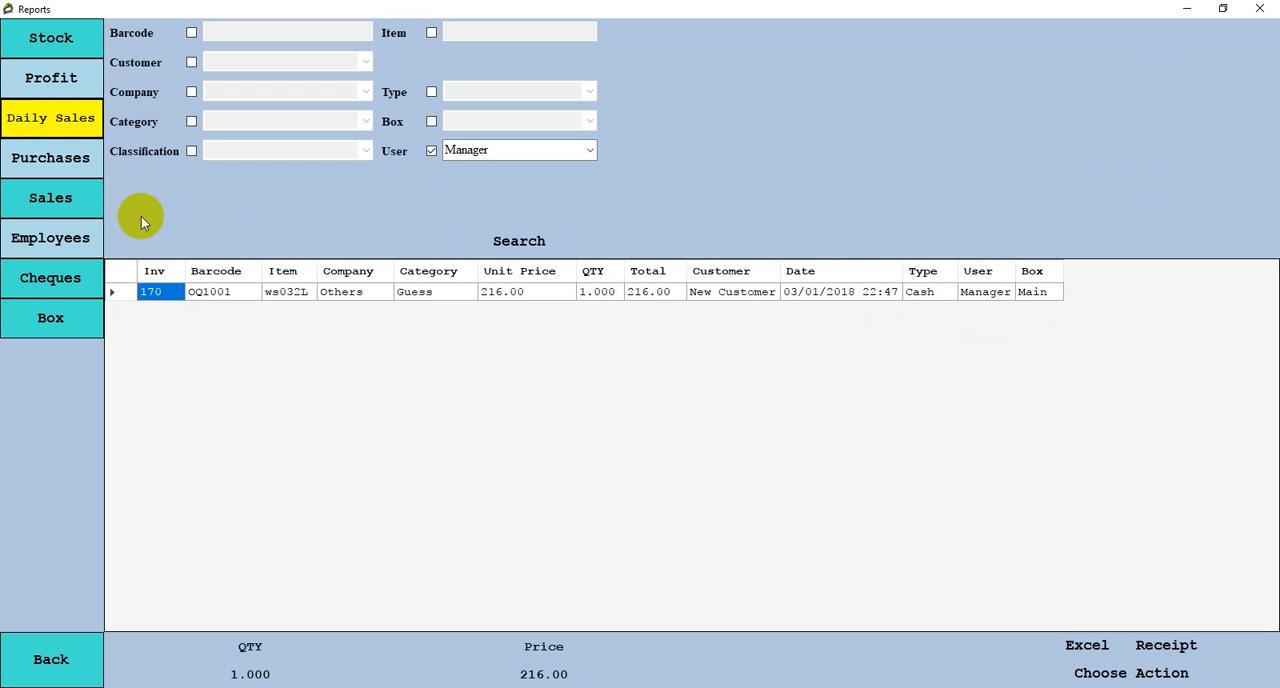 Reports
Stock
Profit
Daily Sales
Purchases
Sales
Employees
Cheques
Box
Back
Barcode Item
Customer
Company Type
Category Box
Classification User Manager
Search
Inv Barcode Item Company Category Unit Price QTY Total Customer Date Type User Box
170 OQ1001 ws032L Others Guess 216.00 1.000 216.00 New Customer 03/01/2018 22:47 Cash Manager Main
QTY Price Excel Receipt
1.000 216.00 Choose Action